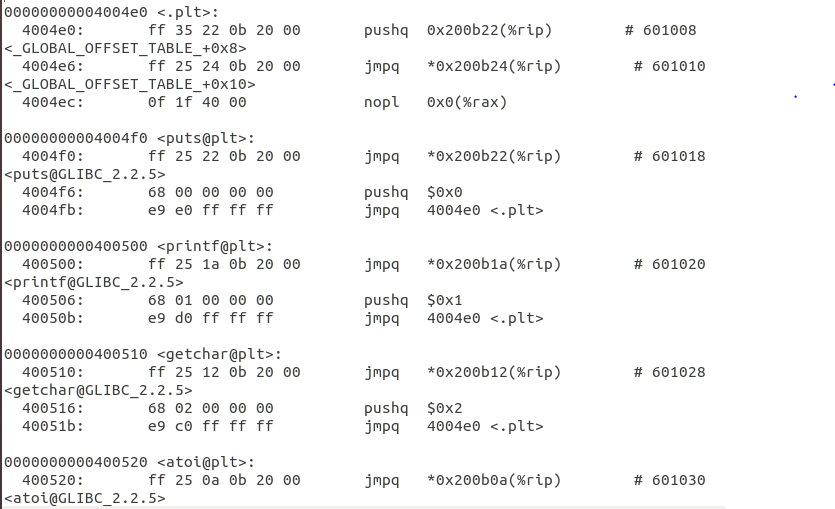 00000000004004e0 <.plt>:
  4004e0:       ff 35 22 0b 20 00       pushq  0x200b22(%rip)        # 601008
<_GLOBAL_OFFSET_TABLE_+0x8>
  4004e6:       ff 25 24 0b 20 00       jmpq   *0x200b24(%rip)        # 601010
<_GLOBAL_OFFSET_TABLE_+0x10>
  4004ec:       0f 1f 40 00             nopl   0x0(%rax)

00000000004004f0 <puts@plt>:
  4004f0:       ff 25 22 0b 20 00       jmpq   *0x200b22(%rip)        # 601018
<puts@GLIBC_2.2.5>
  4004f6:       68 00 00 00 00          pushq  $0x0
  4004fb:       e9 e0 ff ff ff          jmpq   4004e0 <.plt>

0000000000400500 <printf@plt>:
  400500:       ff 25 1a 0b 20 00       jmpq   *0x200b1a(%rip)        # 601020
<printf@GLIBC_2.2.5>
  400506:       68 01 00 00 00          pushq  $0x1
  40050b:       e9 d0 ff ff ff          jmpq   4004e0 <.plt>

0000000000400510 <getchar@plt>:
  400510:       ff 25 12 0b 20 00       jmpq   *0x200b12(%rip)        # 601028
<getchar@GLIBC_2.2.5>
  400516:       68 02 00 00 00          pushq  $0x2
  40051b:       e9 c0 ff ff ff          jmpq   4004e0 <.plt>

0000000000400520 <atoi@plt>:
  400520:       ff 25 0a 0b 20 00       jmpq   *0x200b0a(%rip)        # 601030
<atoi@GLIBC_2.2.5>